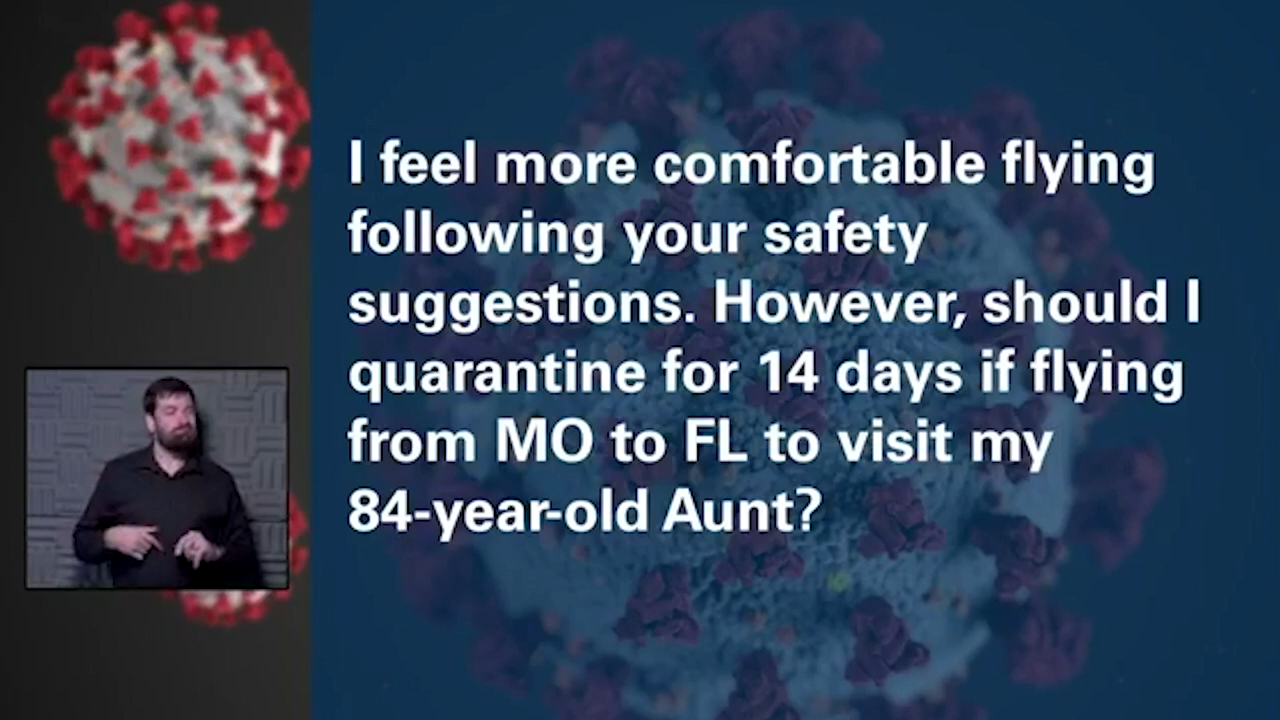 I feel more comfortable flying
following your safety
suggestions. However, should I
quarantine for 14 days if flying
from MO to FL to visit my
84-year-old Aunt?